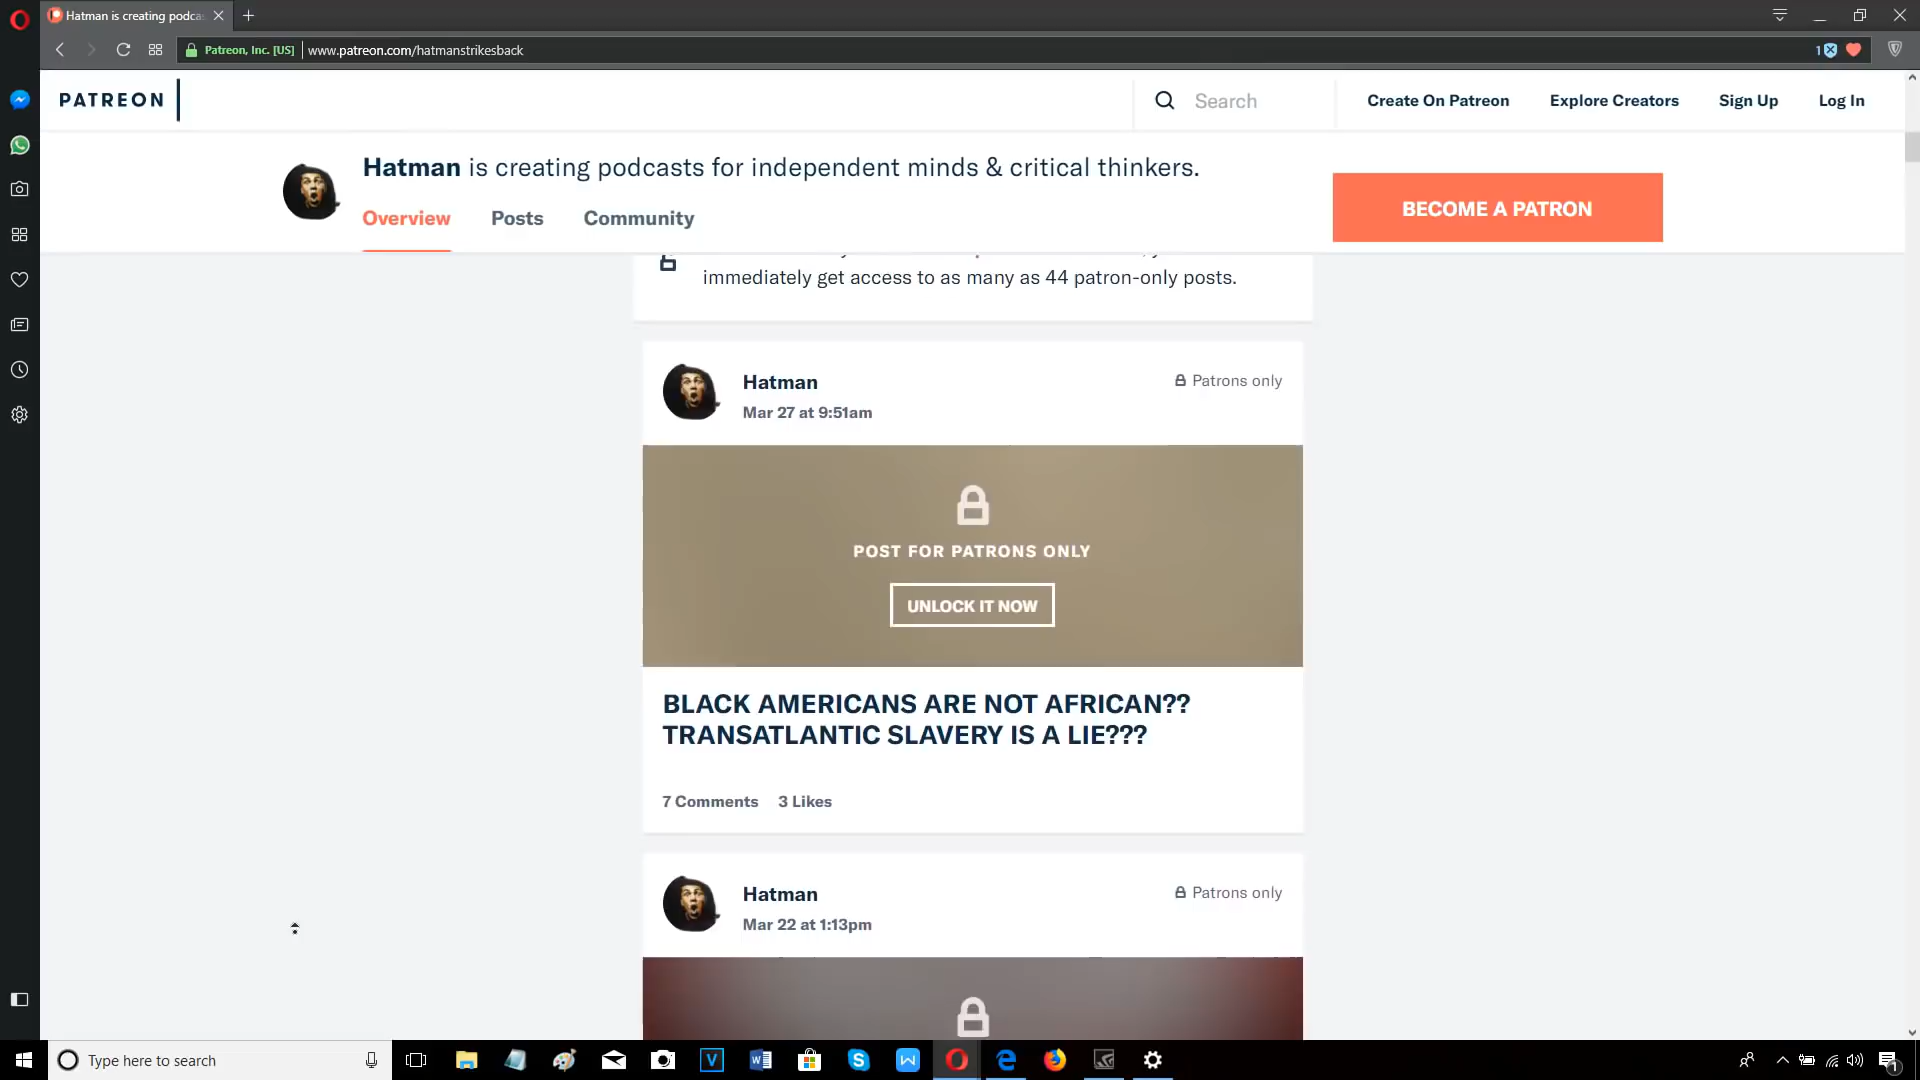 Hatman is creating podca
Patreon, Inc. [US]
www.patreon.com/hatmanstrikesback
1
PATREON
Search
Create On Patreon
Explore Creators
Sign Up
Log In
Hatman is creating podcasts for independent minds & critical thinkers.
Overview
Posts
Community
BECOME A PATRON
immediately get access to as many as 44 patron-only posts.
Hatman
Patrons only
Mar 27 at 9:51am
POST FOR PATRONS ONLY
UNLOCK IT NOW
BLACK AMERICANS ARE NOT AFRICAN??
TRANSATLANTIC SLAVERY IS A LIE???
7 Comments 3 Likes
Hatman
Patrons only
Mar 22 at 1:13pm
Type here to search